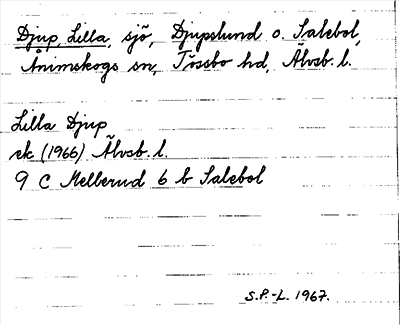 Djup, Lilla, sjö, Djupslund o. Salebol,
Ånimskogs sn, Tössbo hd, Älvsb. l.
Lilla Djup
ek (1966) Älvsb. l.
9 C Mellerud 6 b Salebol
S.P.-L. 1967.